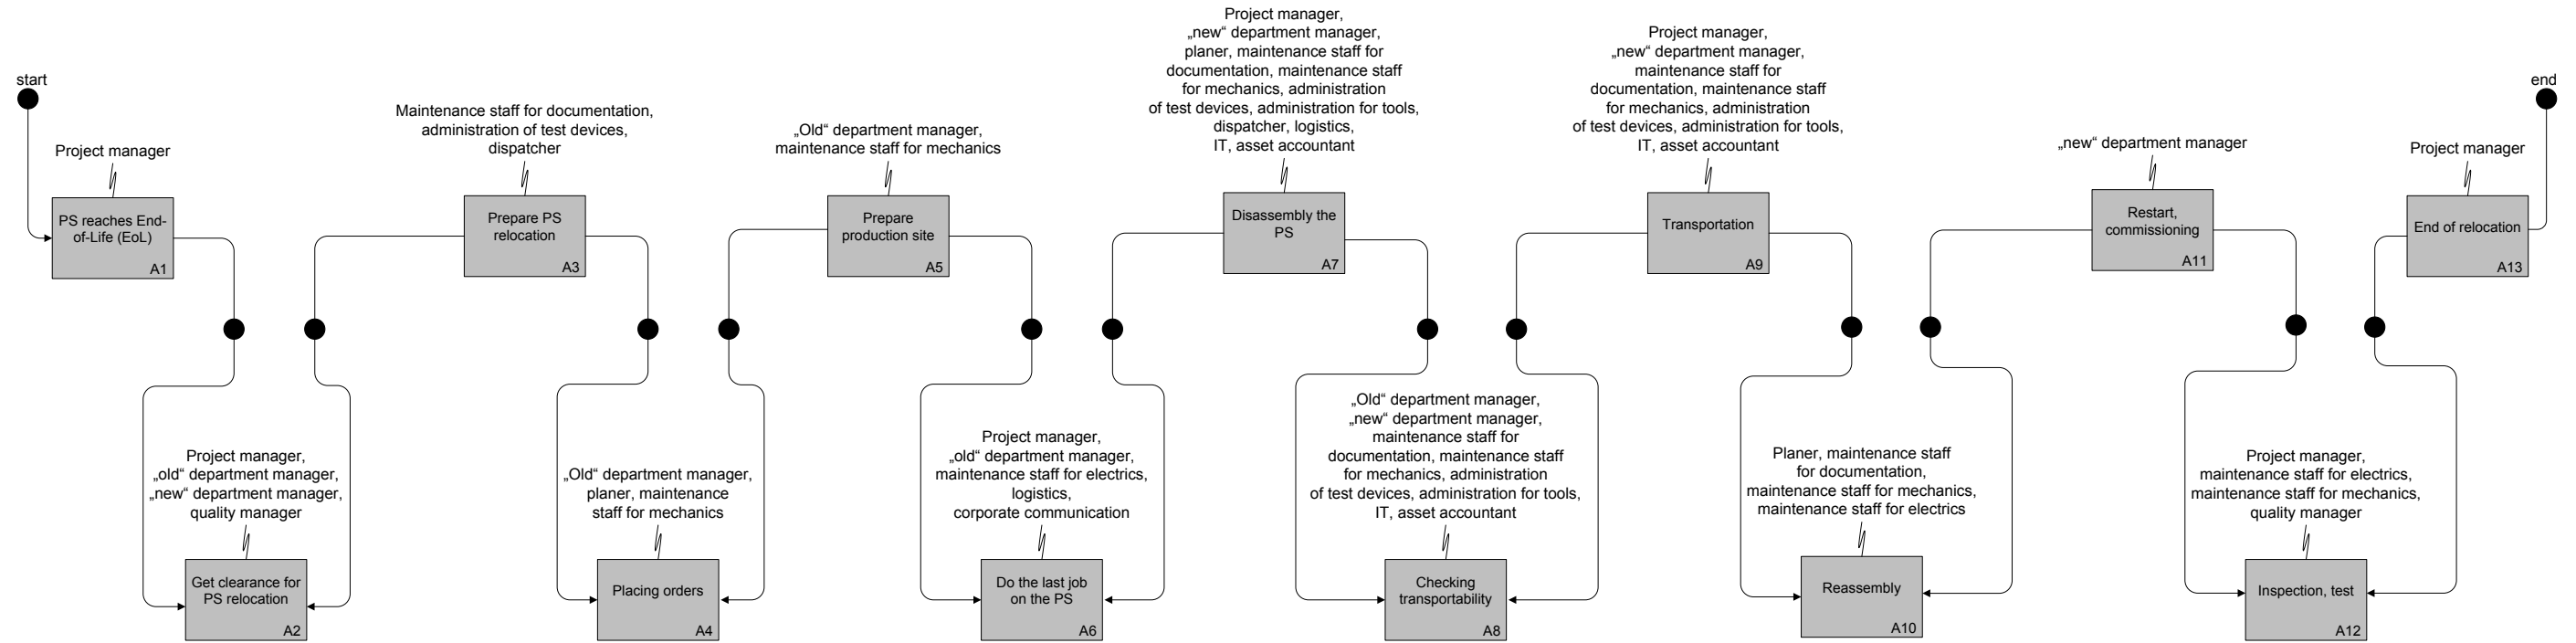 start
Project manager
PS reaches End-
of-Life (EoL)
A1
Project manager,
„old“ department manager,
„new“ department manager,
quality manager
Get clearance for
PS relocation
A2
Maintenance staff for documentation,
administration of test devices,
dispatcher
Prepare PS
relocation
A3
„Old“ department manager,
planer, maintenance
staff for mechanics
Placing orders
A4
„Old“ department manager,
maintenance staff for mechanics
Prepare
production site
A5
Project manager,
„old“ department manager,
maintenance staff for electrics,
logistics,
corporate communication
Do the last job
on the PS
A6
Project manager,
„new“ department manager,
planer, maintenance staff for
documentation, maintenance staff
for mechanics, administration
of test devices, administration for tools,
dispatcher, logistics,
IT, asset accountant
Disassembly the
PS
A7
„Old“ department manager,
„new“ department manager,
maintenance staff for
documentation, maintenance staff
for mechanics, administration
of test devices, administration for tools,
IT, asset accountant
Checking
transportability
A8
Project manager,
„new“ department manager,
maintenance staff for
documentation, maintenance staff
for mechanics, administration
of test devices, administration for tools,
IT, asset accountant
Transportation
A9
Planer, maintenance staff
for documentation,
maintenance staff for mechanics,
maintenance staff for electrics
Reassembly
A10
„new“ department manager
Restart,
commissioning
A11
Project manager,
maintenance staff for electrics,
maintenance staff for mechanics,
quality manager
Inspection, test
A12
Project manager
End of relocation
A13
end